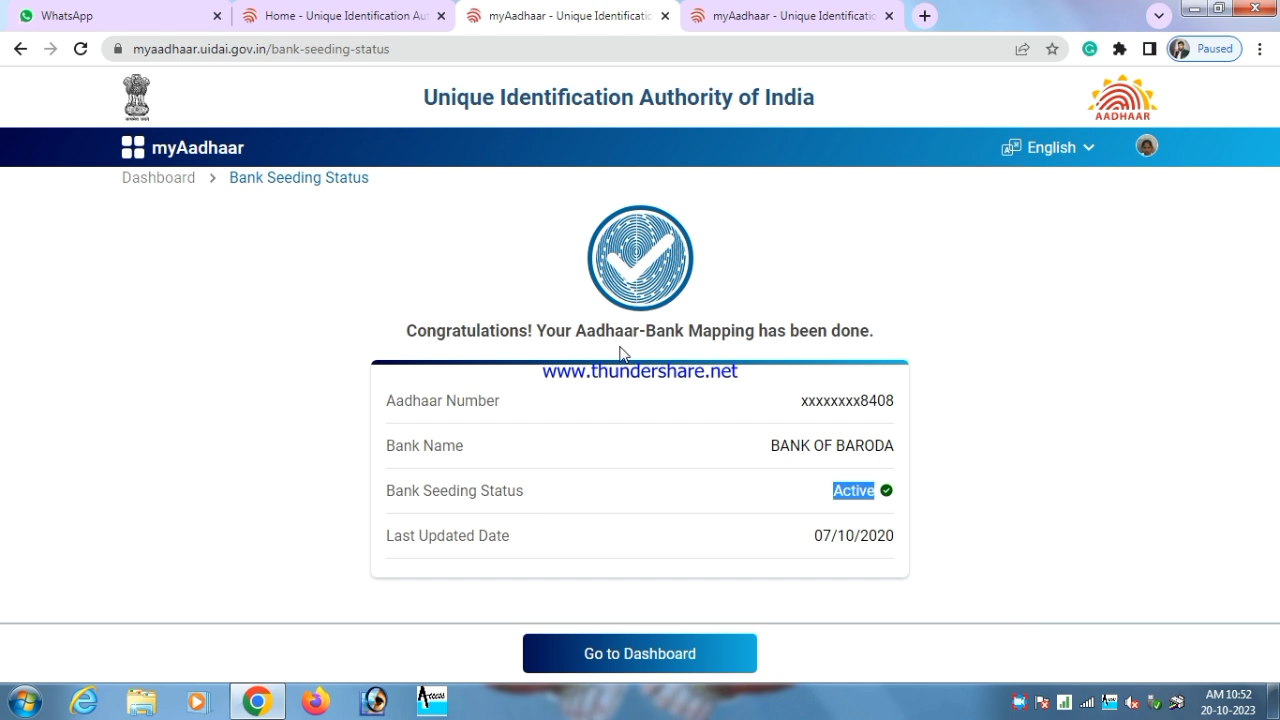 WhatsApp
Home - Unique Identification Aut
myAadhaar - Unique Identificatio
myAadhaar - Unique Identificatio
myaadhaar.uidai.gov.in/bank-seeding-status
Paused
Unique Identification Authority of India
AADHAAR
myAadhaar
English
Dashboard > Bank Seeding Status
Congratulations! Your Aadhaar-Bank Mapping has been done.
www.thundershare.net
Aadhaar Number xxxxxxxx8408
Bank Name BANK OF BARODA
Bank Seeding Status Active
Last Updated Date 07/10/2020
Go to Dashboard
AM 10:52
20-10-2023